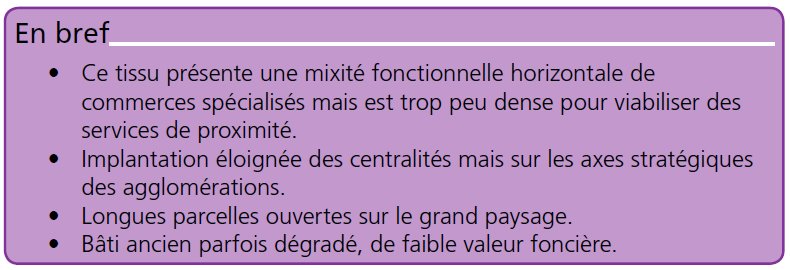 En bref
• Ce tissu présente une mixité fonctionnelle horizontale de
commerces spécialisés mais est trop peu dense pour viabiliser des
services de proximité.
• Implantation éloignée des centralités mais sur les axes stratégiques
des agglomérations.
• Longues parcelles ouvertes sur le grand paysage.
• Bâti ancien parfois dégradé, de faible valeur foncière.